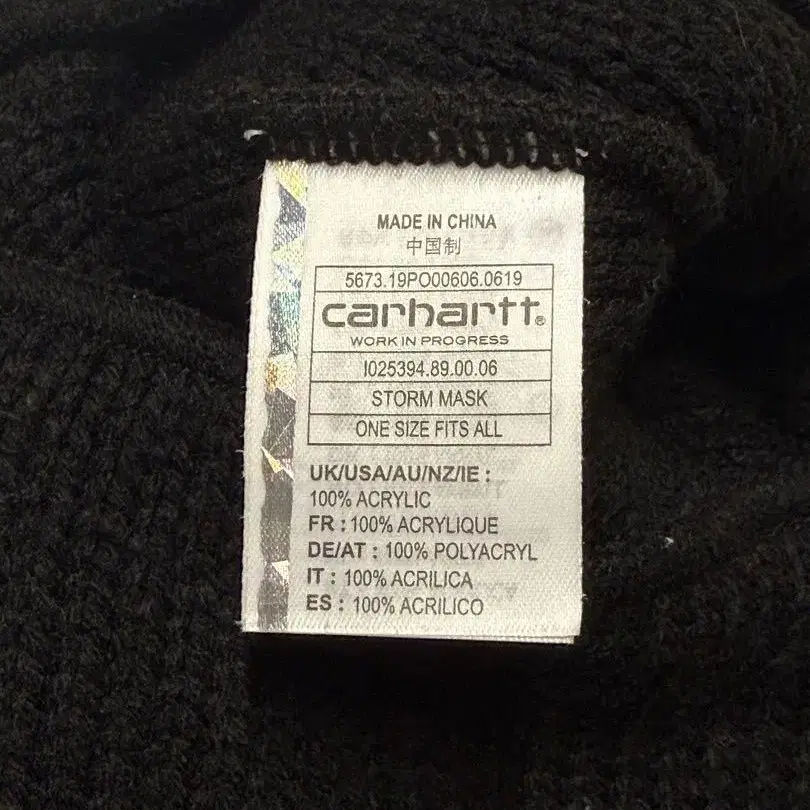 MADE IN CHINA
中国制
5673.19PO00606.0619
carhartt®
WORK IN PROGRESS
I025394.89.00.06
STORM MASK
ONE SIZE FITS ALL
UK/USA/AU/NZ/IE :
100% ACRYLIC
FR : 100% ACRYLIQUE
DE/AT : 100% POLYACRYL
IT : 100% ACRILICA
ES : 100% ACRILICO